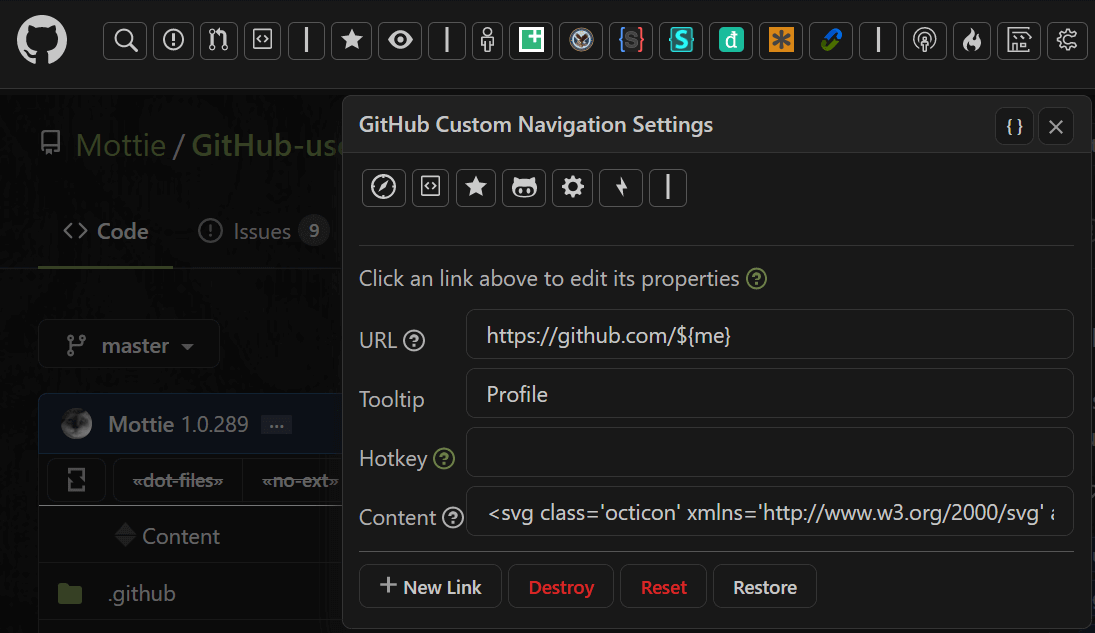 GitHub Custom Navigation Settings
{ }
Mottie / GitHub-us
Code
Issues 9
Click an link above to edit its properties
URL
https://github.com/${me}
master
Tooltip
Profile
Mottie 1.0.289 ...
Hotkey
«dot-files»
«no-ext»
Content
<svg class='octicon' xmlns='http://www.w3.org/2000/svg' a
Content
New Link
Destroy
Reset
Restore
.github